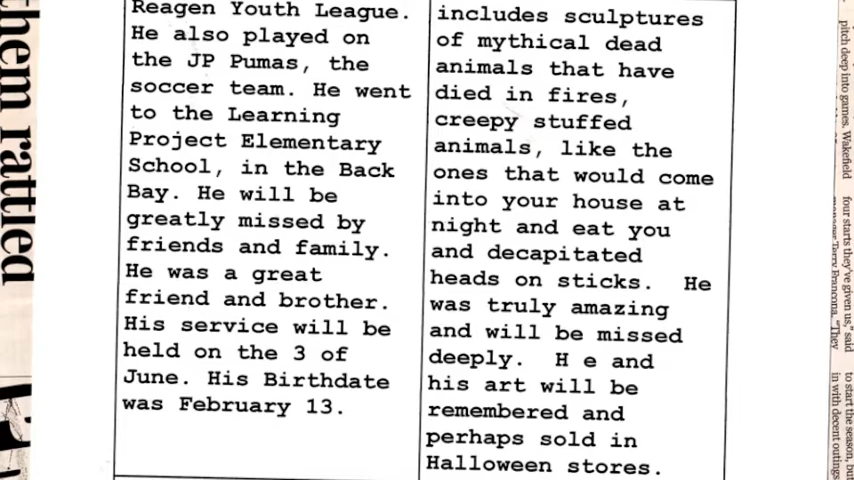 them rattled
Reagen Youth League.
He also played on
the JP Pumas, the
soccer team. He went
to the Learning
Project Elementary
School, in the Back
Bay. He will be
greatly missed by
friends and family.
He was a great
friend and brother.
His service will be
held on the 3 of
June. His Birthdate
was February 13.
includes sculptures
of mythical dead
animals that have
died in fires,
creepy stuffed
animals, like the
ones that would come
into your house at
night and eat you
and decapitated
heads on sticks.  He
was truly amazing
and will be missed
deeply.  H e and
his art will be
remembered and
perhaps sold in
Halloween stores.
pitch deep into games. Wakefield
four starts they've given us," said
manager Terry Francona. "They
to start the season, but
in with decent outings